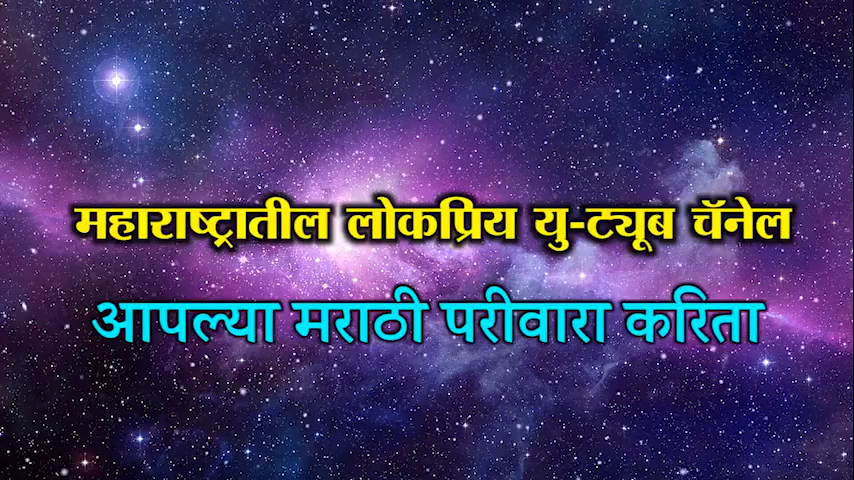 महाराष्ट्रातील लोकप्रिय यु-ट्यूब चॅनेल
आपल्या मराठी परीवारा करिता